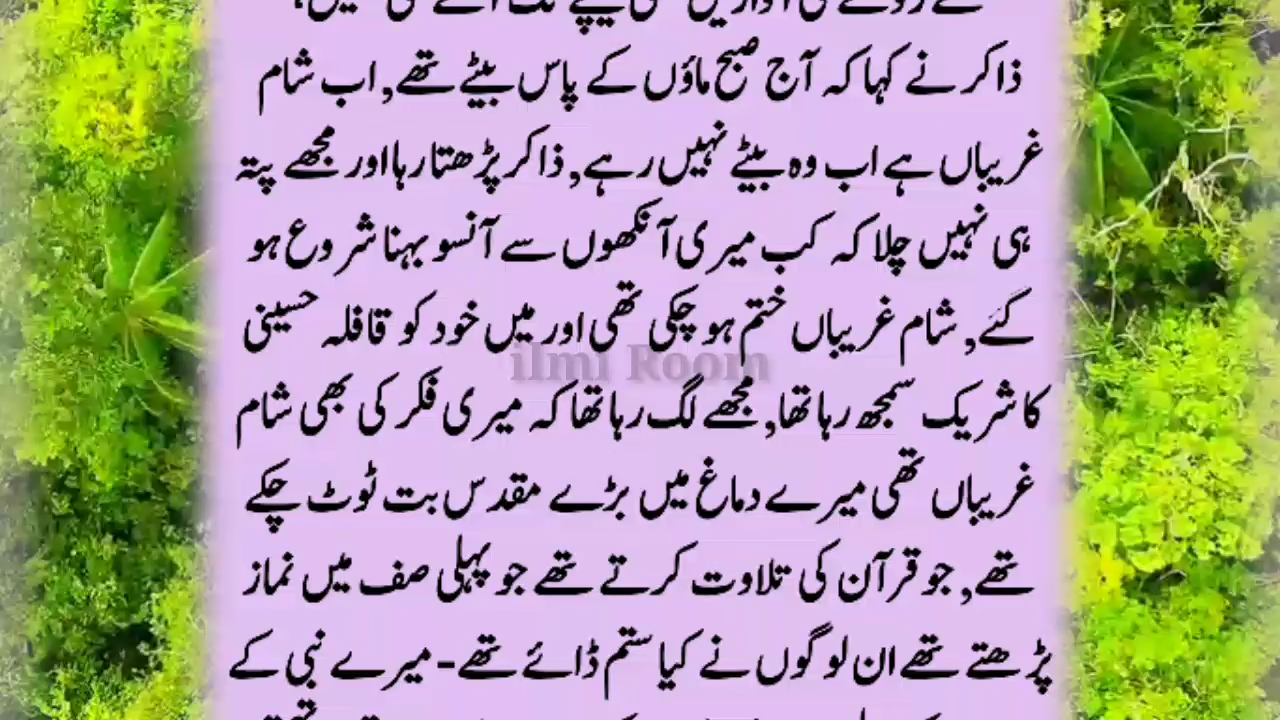 ذاکر نے کہا کہ آج صبح ماؤں کے پاس بیٹے تھے, اب شام
غریباں ہے اب وہ بیٹے نہیں رہے, ذاکر پڑھتا رہا اور مجھے پتہ
ہی نہیں چلا کہ کب میری آنکھوں سے آنسو بہنا شروع ہو
گئے, شام غریباں ختم ہو چکی تھی اور میں خود کو قافلہ حسینی
ilmi Room
کا شریک سمجھ رہا تھا, مجھے لگ رہا تھا کہ میری فکر کی بھی شام
غریباں تھی میرے دماغ میں بڑے مقدس بت ٹوٹ چکے
تھے, جو قرآن کی تلاوت کرتے تھے جو پہلی صف میں نماز
پڑھتے تھے ان لوگوں نے کیا ستم ڈائے تھے- میرے نبی کے